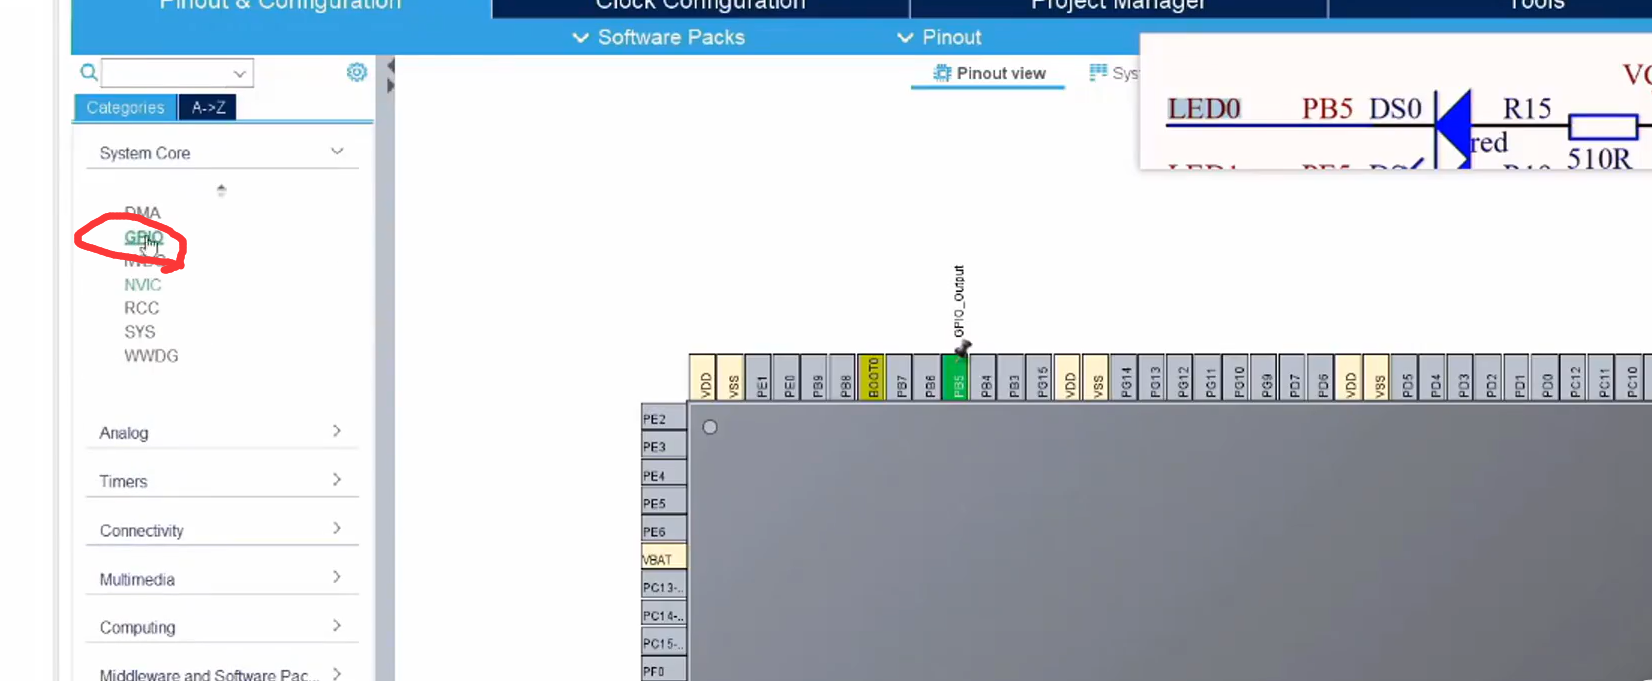 Pinout & Configuration
Clock Configuration
Project Manager
Tools
Software Packs
Pinout
Pinout view
Sys
Categories
A->Z
LED0 PB5 DS0 R15
red
510R
System Core
DMA
GPIO
NVIC
RCC
SYS
WWDG
Analog
Timers
Connectivity
Multimedia
Computing
Middleware and Software Pac...
GPIO_Output
VDD
VSS
PE1
PE0
PB9
PB8
BOOT0
PB7
PB6
PB5
PB4
PB3
PG15
VDD
VSS
PG14
PG13
PG12
PG11
PG10
PG9
PD7
PD6
VDD
VSS
PD5
PD4
PD3
PD2
PD1
PD0
PC12
PC11
PC10
PE2
PE3
PE4
PE5
PE6
VBAT
PC13-..
PC14-..
PC15-..
PF0